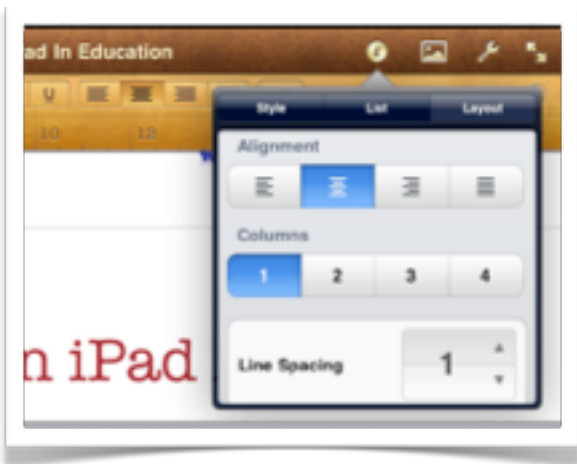 ad In Education
U
10 12
Style List Layout
Alignment
Columns
1 2 3 4
n iPad
Line Spacing 1